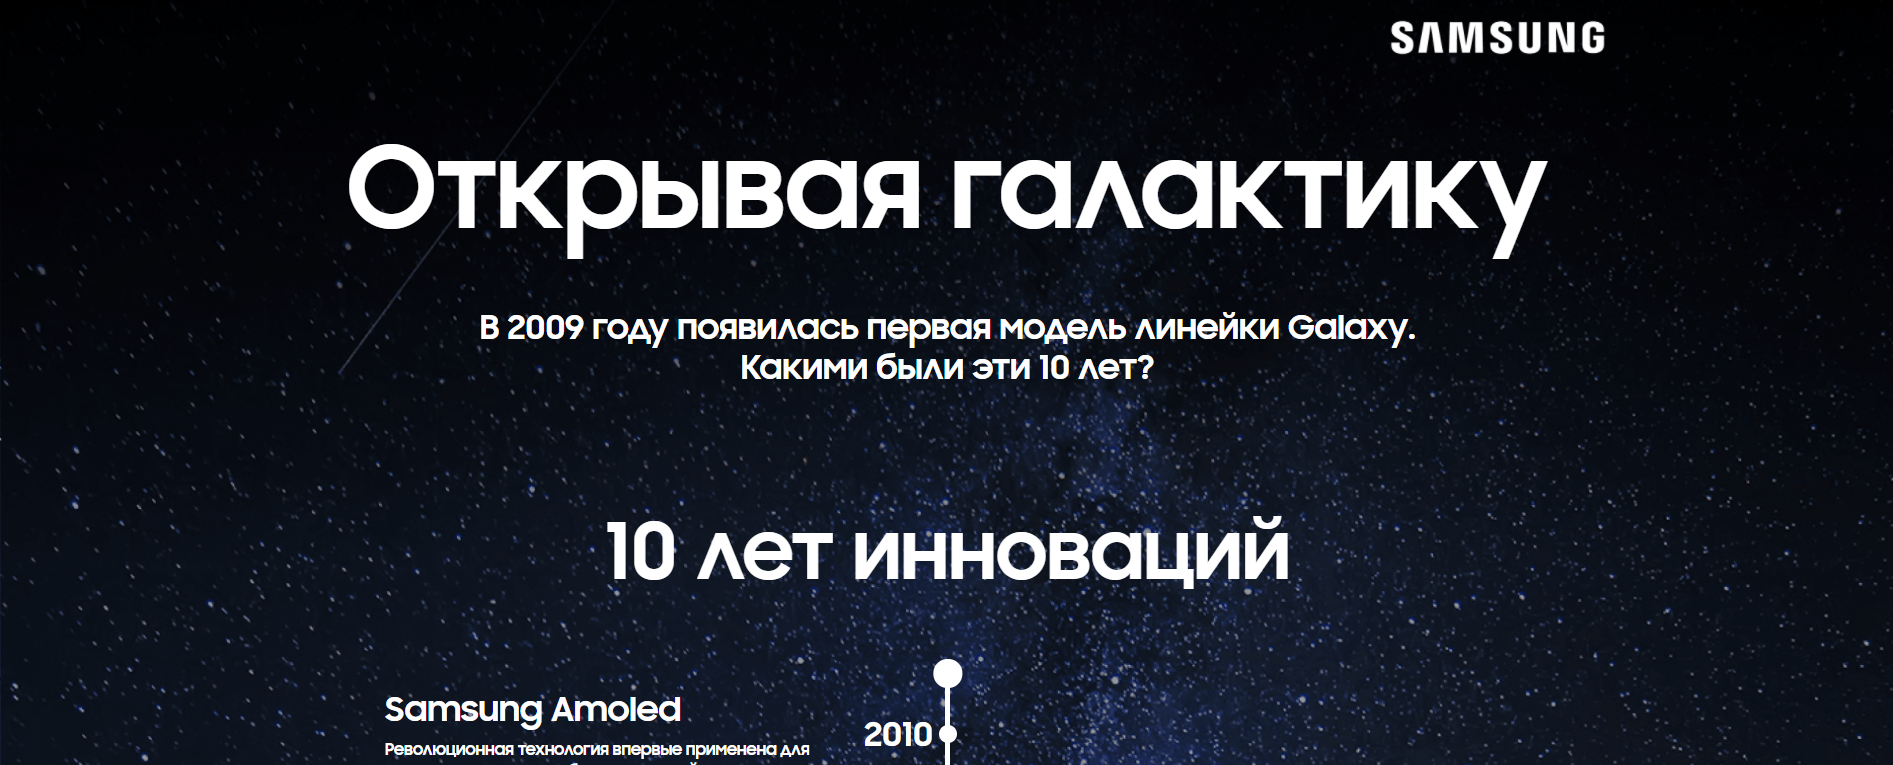 SAMSUNG
Открывая галактику
В 2009 году появилась первая модель линейки Galaxy.
Какими были эти 10 лет?
10 лет инноваций
Samsung Amoled
2010
Революционная технология впервые применена для